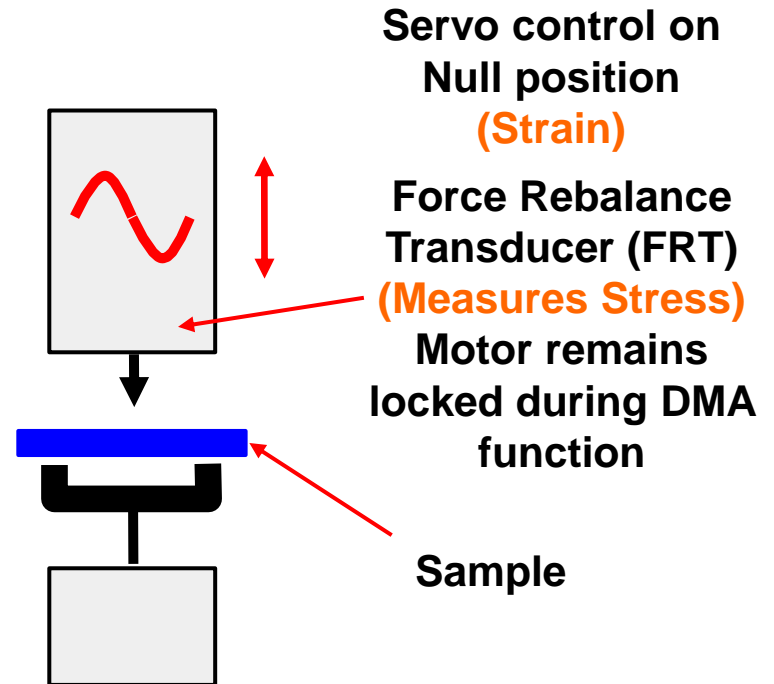 Servo control on
Null position
(Strain)
Force Rebalance
Transducer (FRT)
(Measures Stress)
Motor remains
locked during DMA
function
Sample